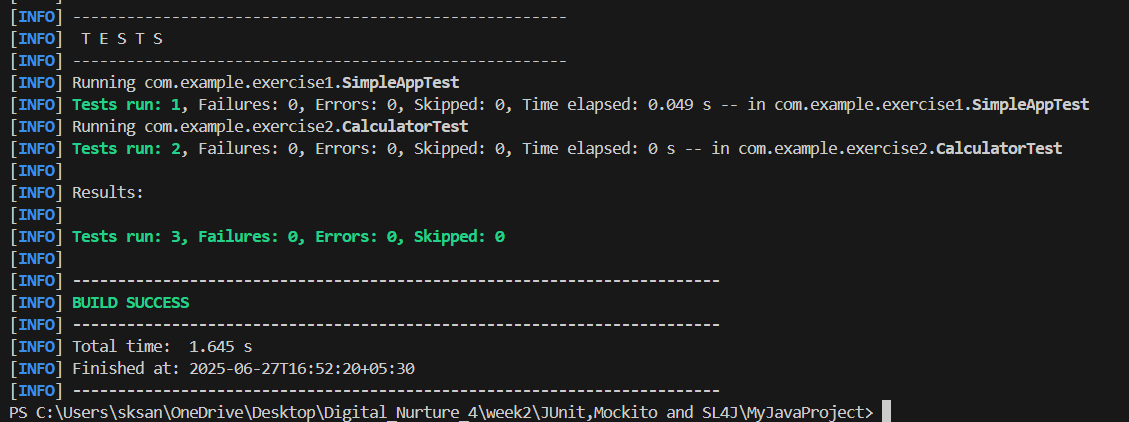 [INFO] -------------------------------------------------------
[INFO]  T E S T S
[INFO] -------------------------------------------------------
[INFO] Running com.example.exercise1.SimpleAppTest
[INFO] Tests run: 1, Failures: 0, Errors: 0, Skipped: 0, Time elapsed: 0.049 s -- in com.example.exercise1.SimpleAppTest
[INFO] Running com.example.exercise2.CalculatorTest
[INFO] Tests run: 2, Failures: 0, Errors: 0, Skipped: 0, Time elapsed: 0 s -- in com.example.exercise2.CalculatorTest
[INFO]
[INFO] Results:
[INFO]
[INFO] Tests run: 3, Failures: 0, Errors: 0, Skipped: 0
[INFO]
[INFO] ------------------------------------------------------------------------
[INFO] BUILD SUCCESS
[INFO] ------------------------------------------------------------------------
[INFO] Total time:  1.645 s
[INFO] Finished at: 2025-06-27T16:52:20+05:30
[INFO] ------------------------------------------------------------------------
PS C:\Users\sksan\OneDrive\Desktop\Digital_Nurture_4\week2\JUnit,Mockito and SL4J\MyJavaProject>